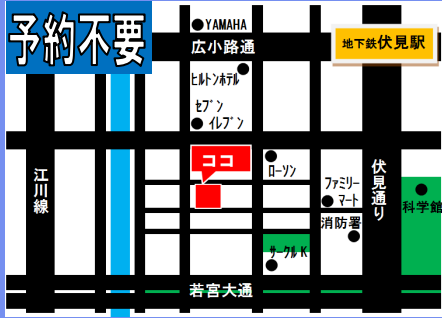 予約不要
YAMAHA
広小路通
地下鉄伏見駅
ヒルトンホテル
セブン
イレブン
ココ
ローソン
ファミリー
マート
江川線
伏見通り
科学館
消防署
サークルK
若宮大通